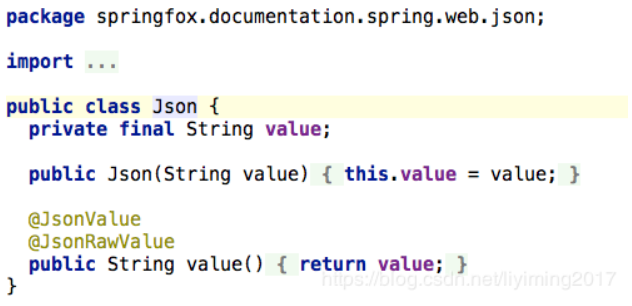 package springfox.documentation.spring.web.json;
import ...
public class Json {
private final String value;
public Json(String value) { this.value = value; }
@JsonValue
@JsonRawValue
public String value() { return value; }
}
https://blog.csdn.net/liyiming2017